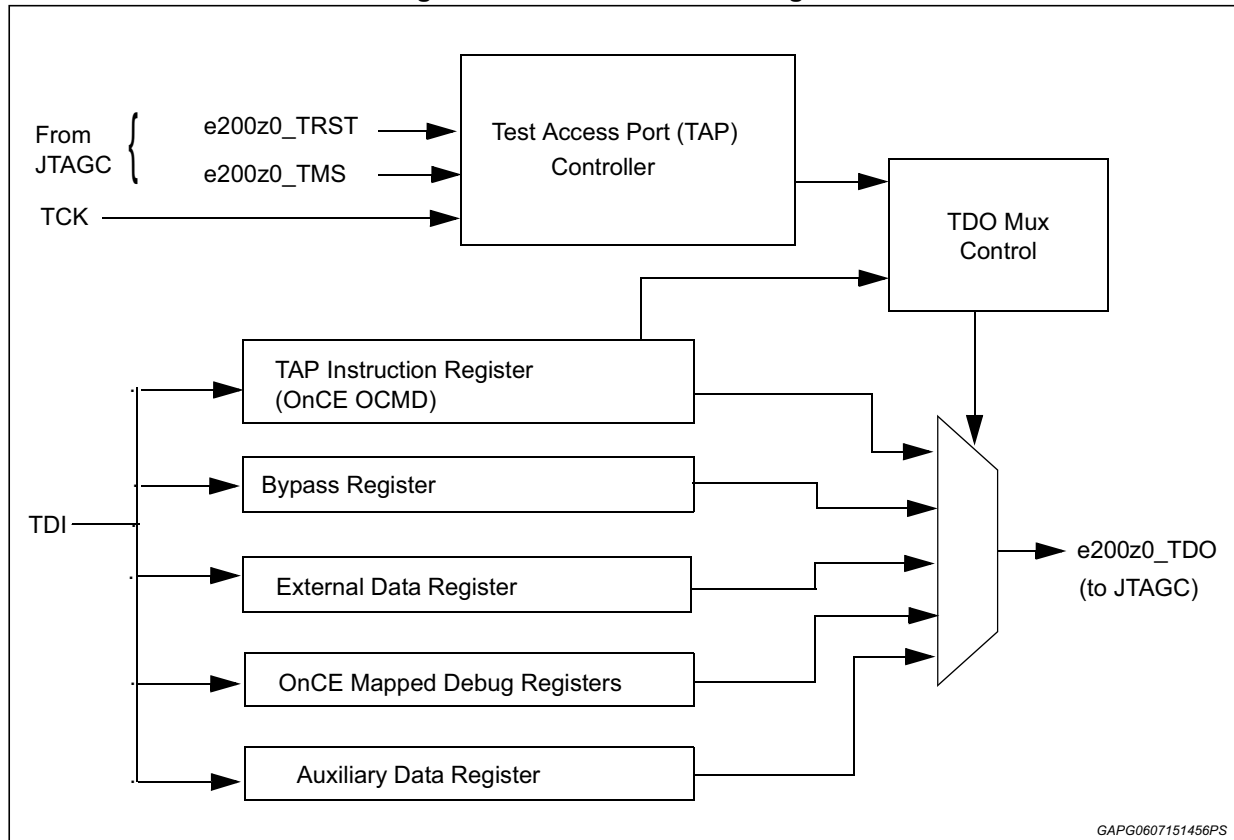 From
JTAGC
{
e200z0_TRST
e200z0_TMS
TCK
Test Access Port (TAP)
Controller
TDO Mux
Control
TAP Instruction Register
(OnCE OCMD)
Bypass Register
TDI
External Data Register
OnCE Mapped Debug Registers
Auxiliary Data Register
e200z0_TDO
(to JTAGC)
GAPG0607151456PS